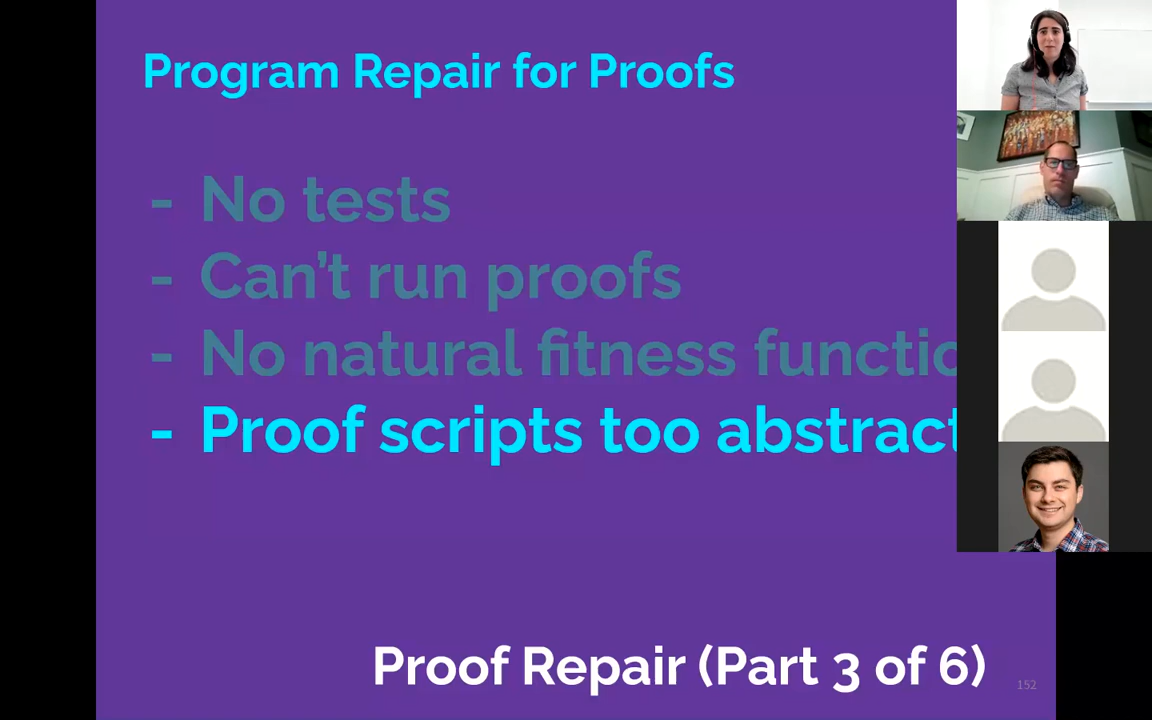 Program Repair for Proofs
- No tests
- Can't run proofs
- No natural fitness functio
- Proof scripts too abstract
Proof Repair (Part 3 of 6)
152